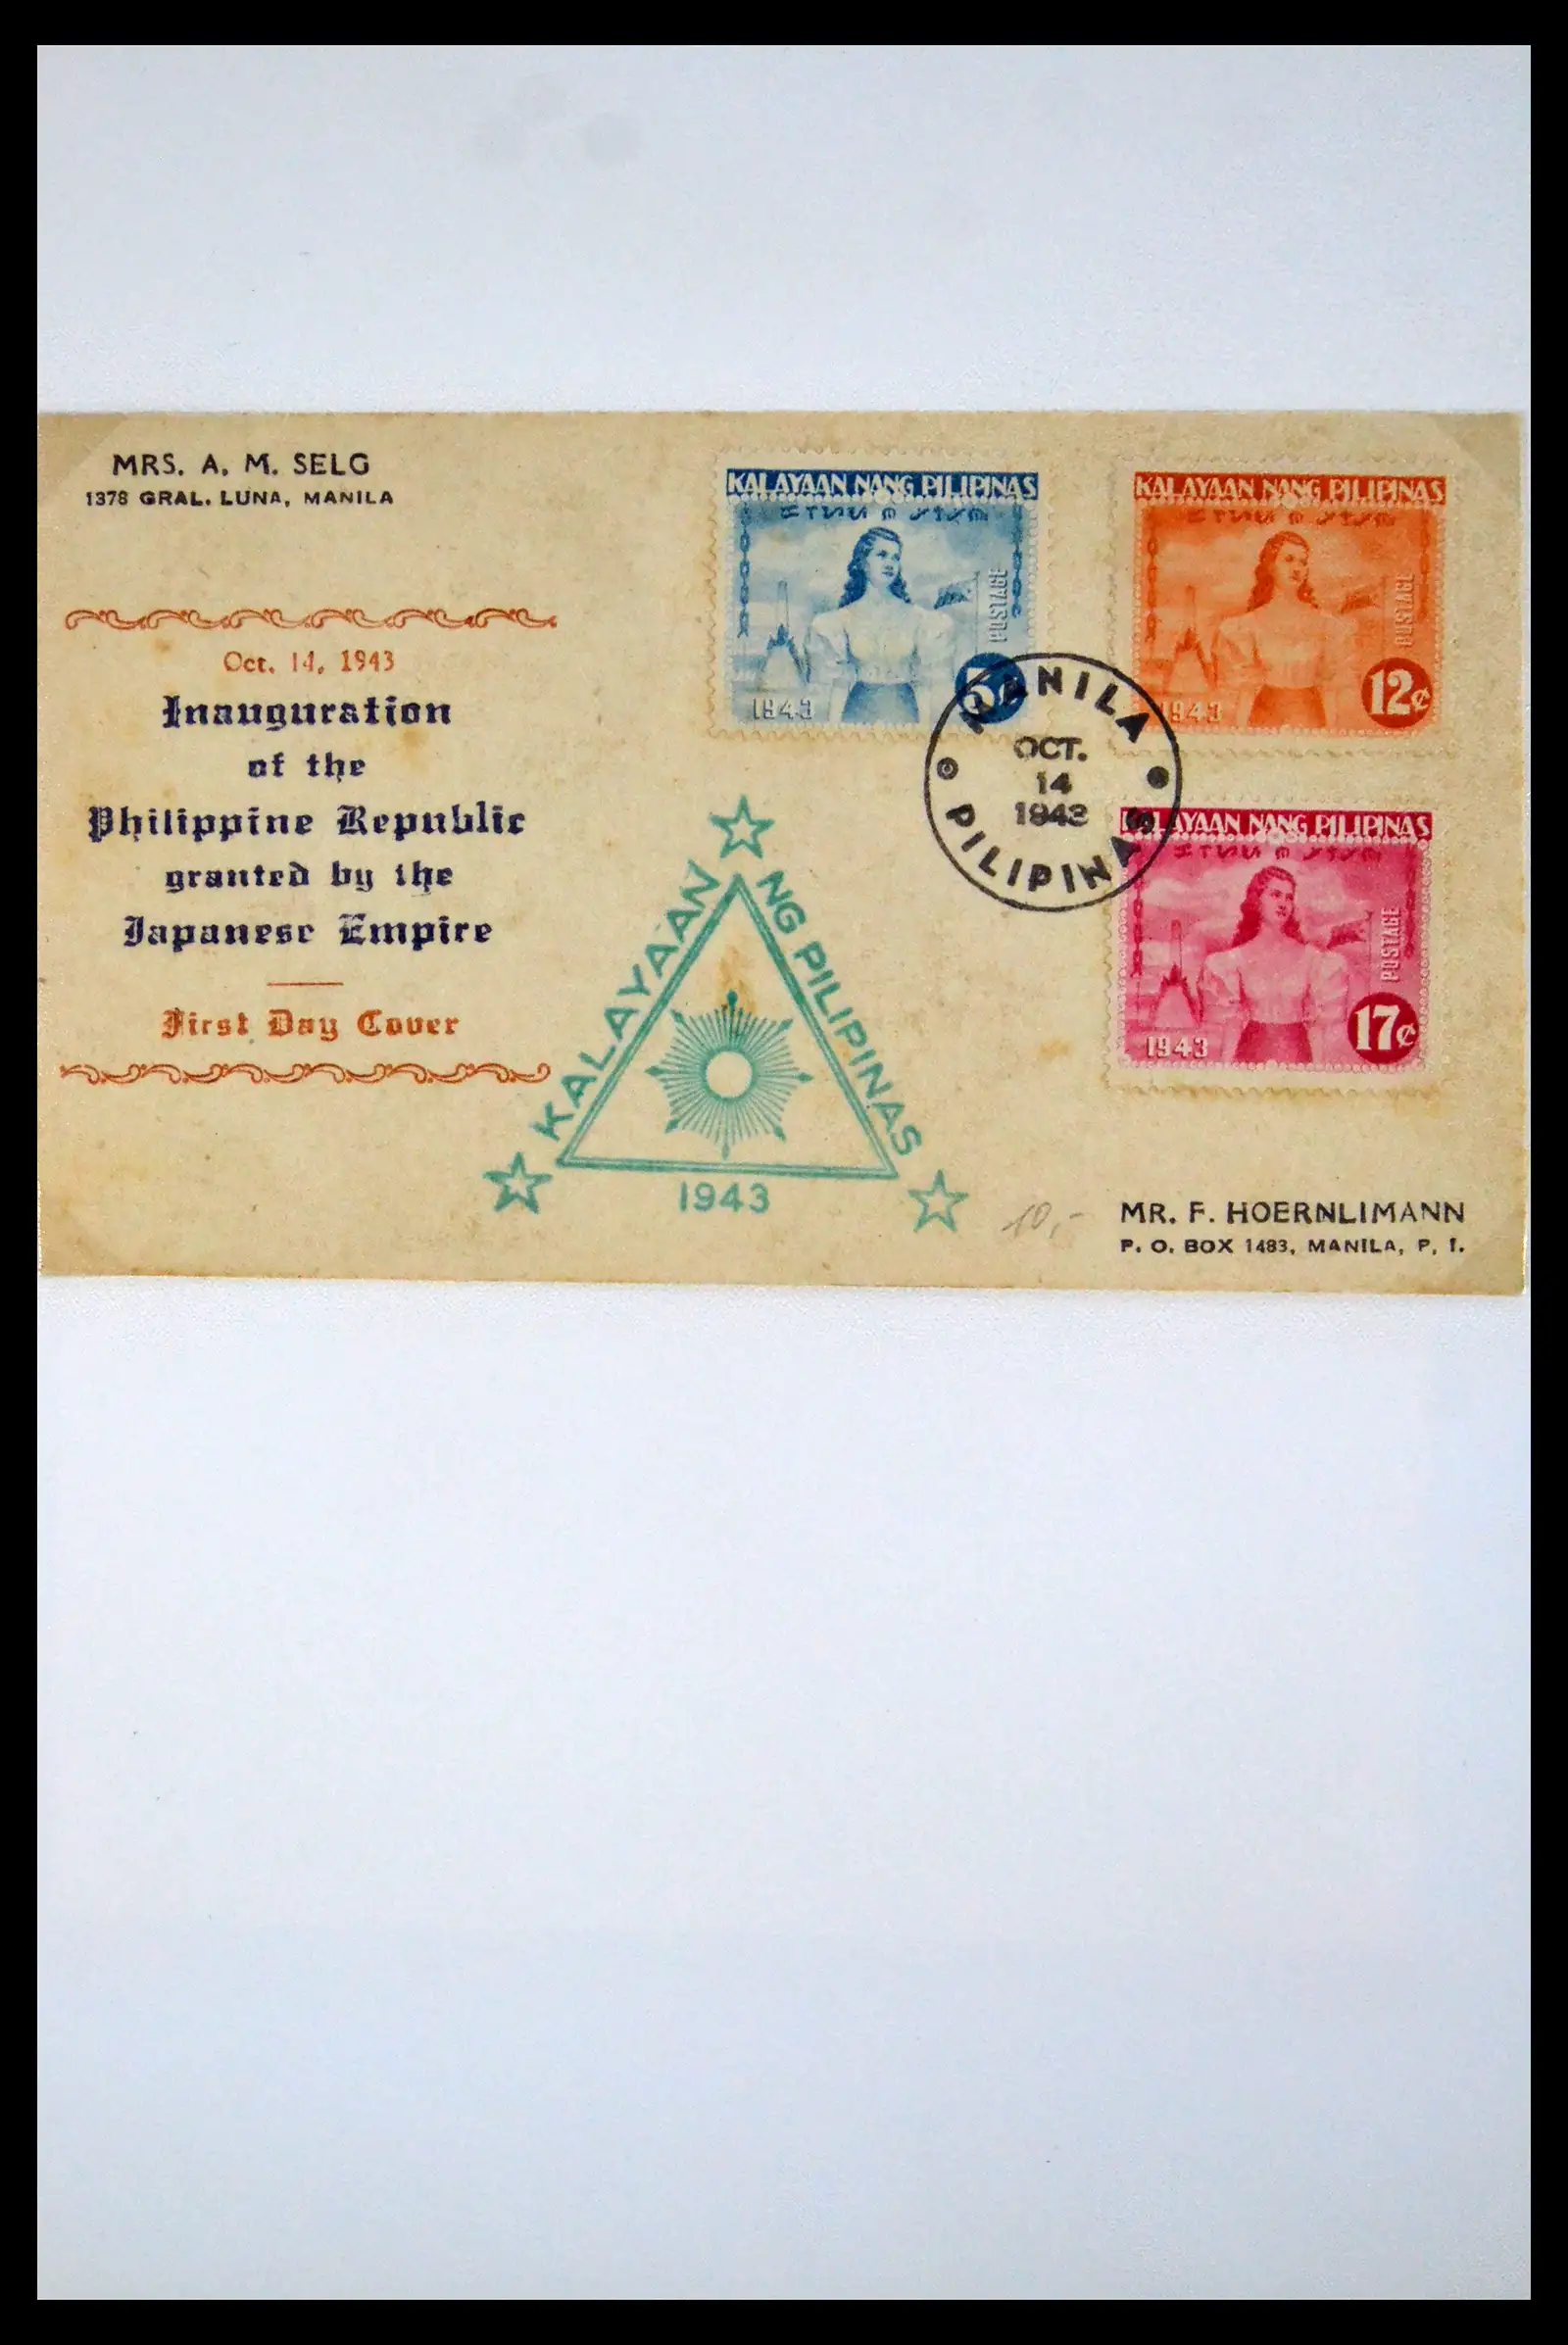 MRS. A. M. SELG
1378 GRAL. LUNA, MANILA
Oct. 14, 1943
Inauguration
of the
Philippine Republic
granted by the
Japanese Empire
First Day Cover
KALAYAAN NG PILIPINAS
1943
KALAYAAN NANG PILIPINAS
POSTAGE
1943
KALAYAAN NANG PILIPINAS
POSTAGE
12¢
1943
MANILA
OCT.
14
1943
PILIPINAS
KALAYAAN NANG PILIPINAS
POSTAGE
17¢
1943
10,-
MR. F. HOERNLIMANN
P. O. BOX 1483, MANILA, P. I.